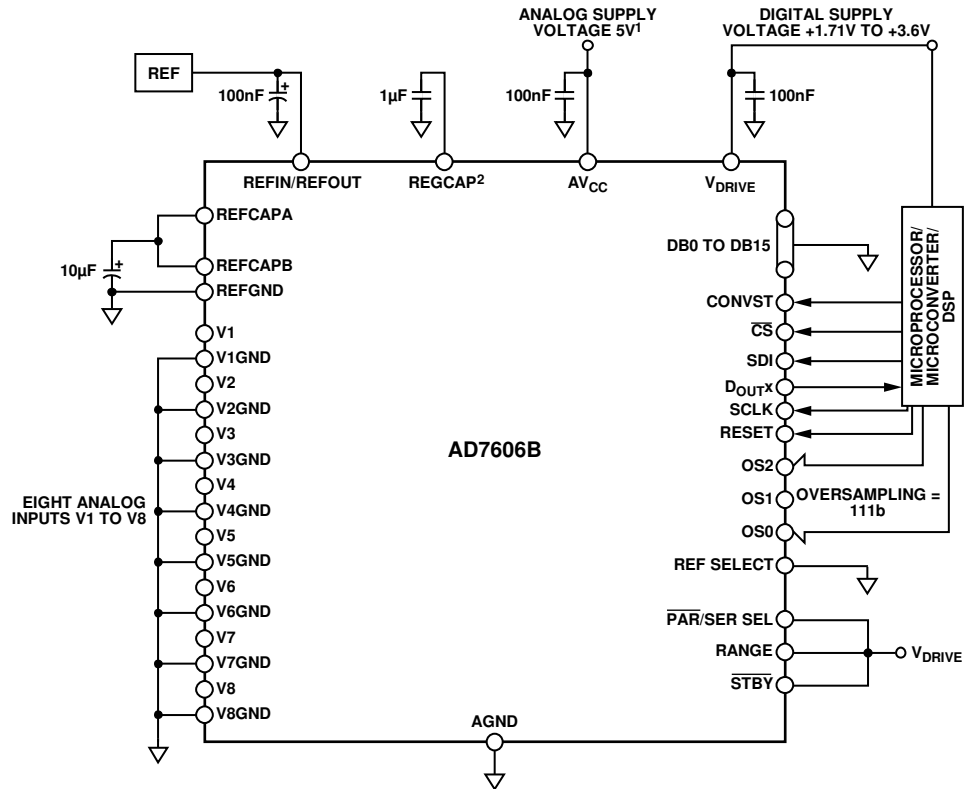 ANALOG SUPPLY
VOLTAGE 5V1
DIGITAL SUPPLY
VOLTAGE +1.71V TO +3.6V
REF
100nF
+
1µF
100nF
100nF
REFIN/REFOUT
REGCAP2
AVCC
VDRIVE
REFCAPA
REFCAPB
10µF
+
REFGND
V1
V1GND
V2
V2GND
V3
V3GND
V4
V4GND
V5
V5GND
V6
V6GND
V7
V7GND
V8
V8GND
EIGHT ANALOG
INPUTS V1 TO V8
AD7606B
AGND
DB0 TO DB15
CONVST
CS
SDI
DOUTx
SCLK
RESET
OS2
OS1
OS0
OVERSAMPLING =
111b
REF SELECT
PAR/SER SEL
RANGE
STBY
VDRIVE
MICROPROCESSOR/
MICROCONVERTER/
DSP